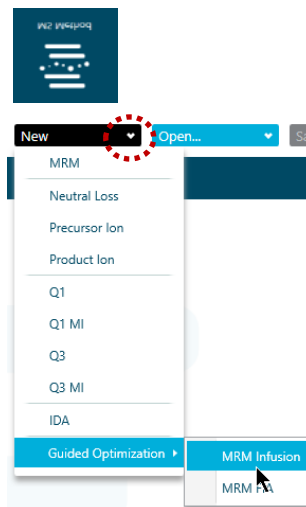 MS Method
New
Open...
Sa
MRM
Neutral Loss
Precursor Ion
Product Ion
Q1
Q1 MI
Q3
Q3 MI
IDA
Guided Optimization
MRM Infusion
MRM FIA